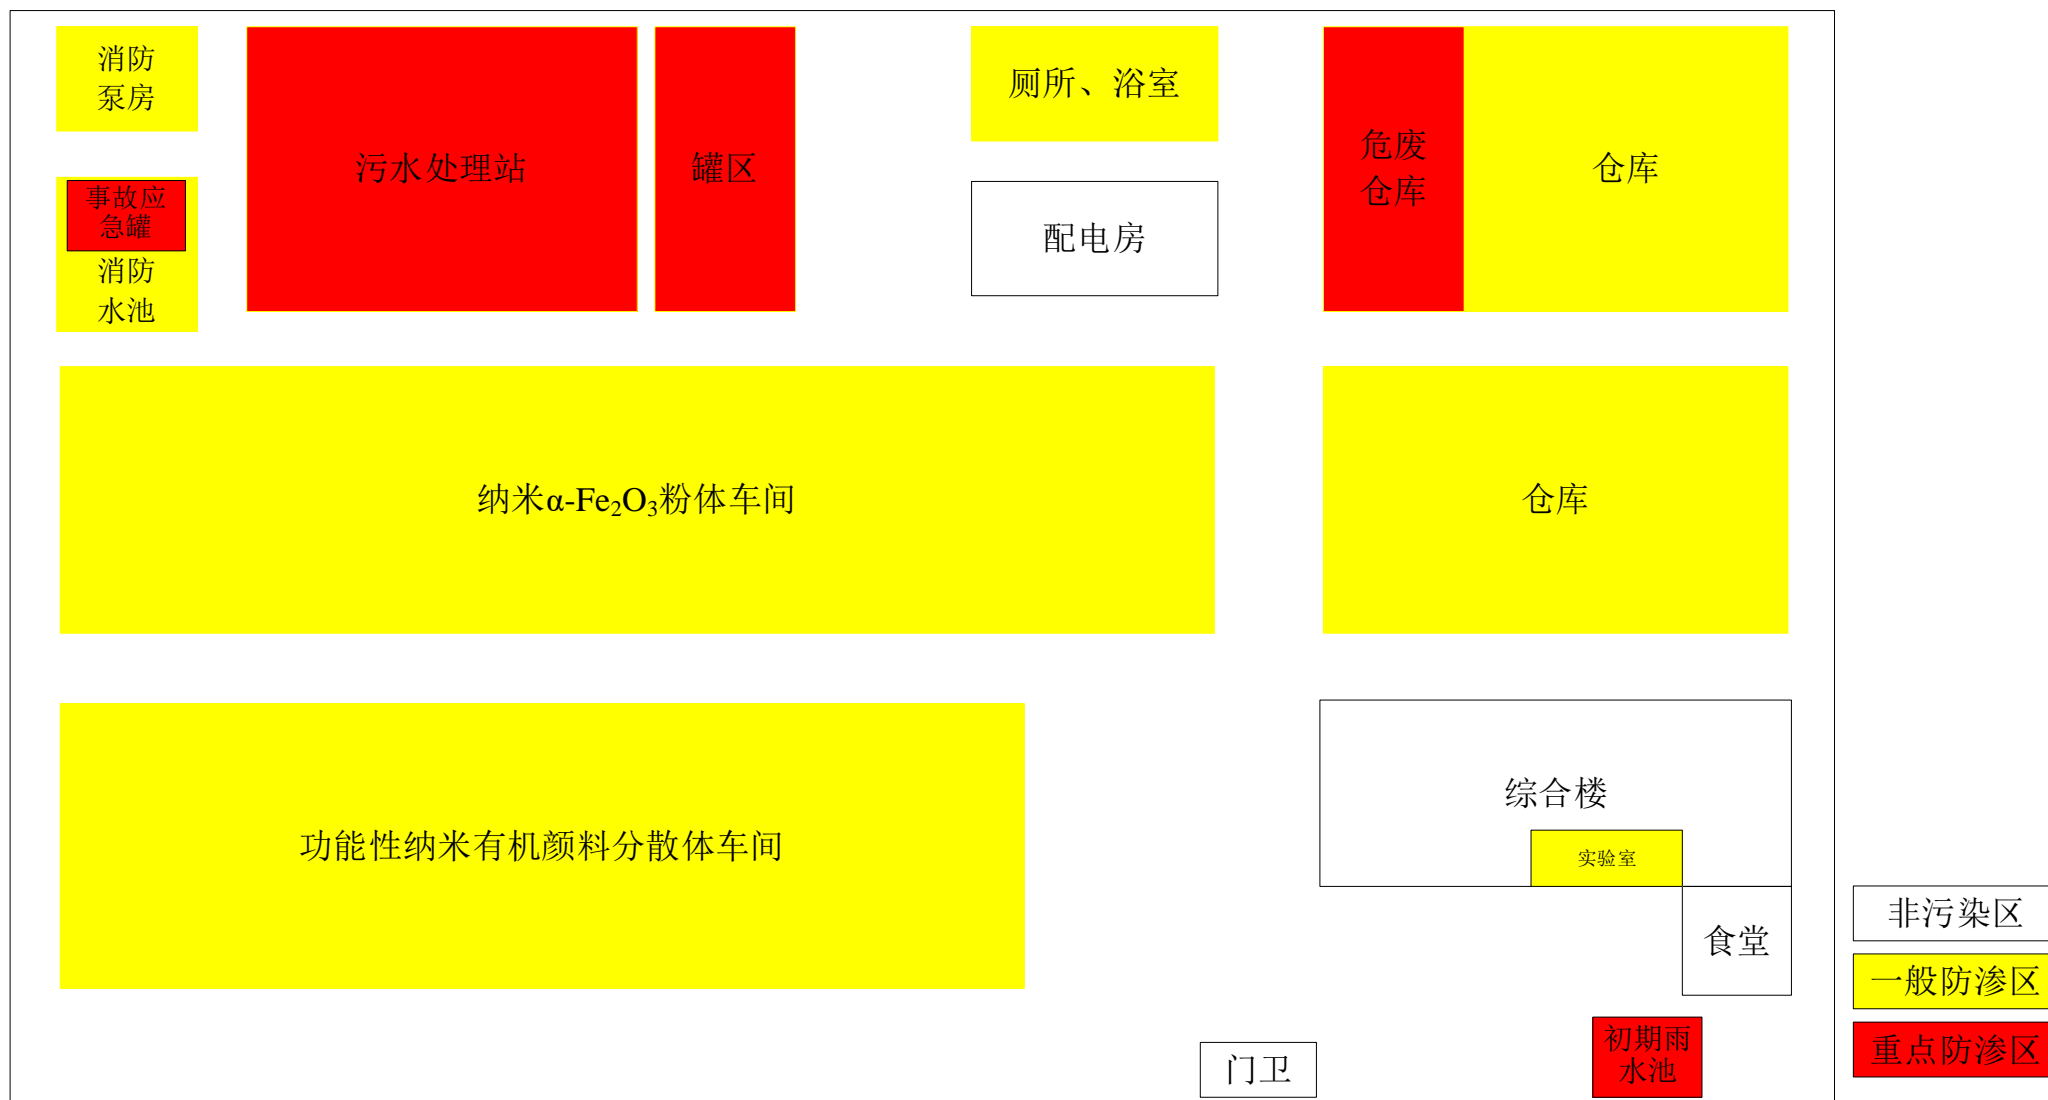 消防
泵房
污水处理站
罐区
厕所、浴室
危废
仓库
仓库
事故应
急罐
消防
水池
配电房
纳米α-Fe₂O₃粉体车间
仓库
功能性纳米有机颜料分散体车间
综合楼
实验室
食堂
初期雨
水池
门卫
非污染区
一般防渗区
重点防渗区